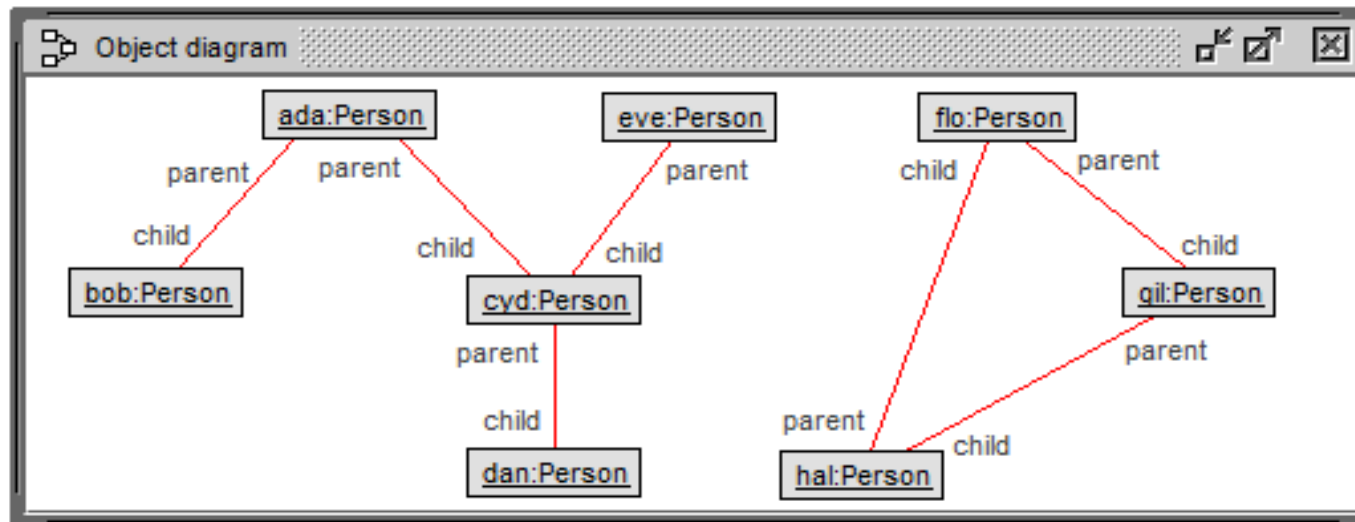 Object diagram
ada:Person
eve:Person
flo:Person
parent
parent
parent
child
parent
child
child
child
child
bob:Person
cyd:Person
gil:Person
parent
parent
child
parent
child
dan:Person
hal:Person